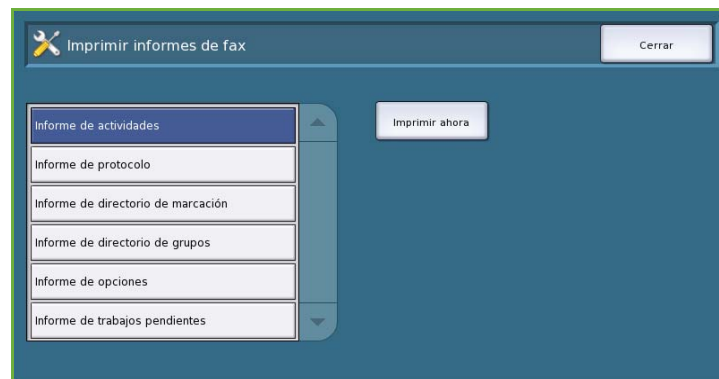 Imprimir informes de fax
Cerrar
Informe de actividades
Imprimir ahora
Informe de protocolo
Informe de directorio de marcación
Informe de directorio de grupos
Informe de opciones
Informe de trabajos pendientes